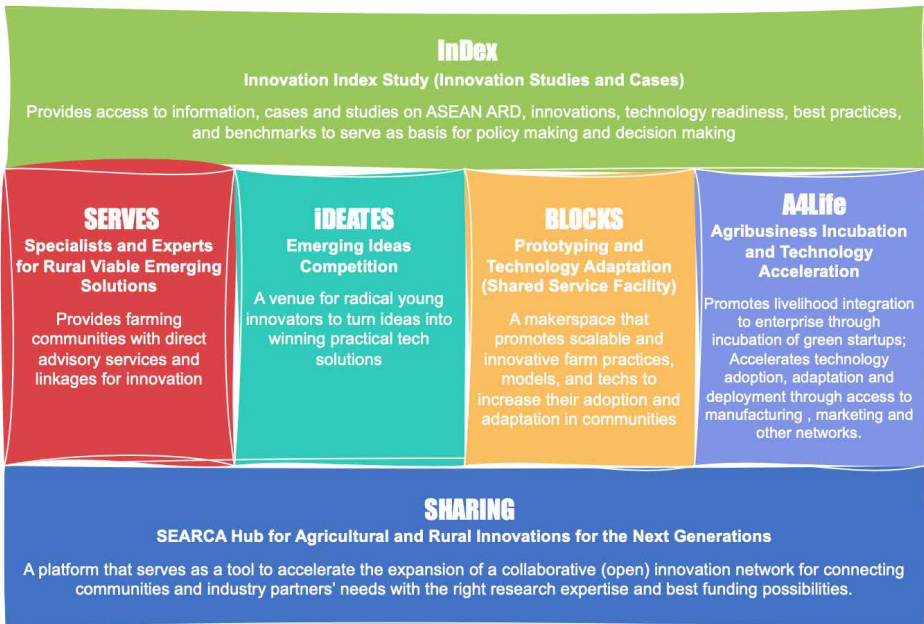 InDex
Innovation Index Study (Innovation Studies and Cases)
Provides access to information, cases and studies on ASEAN ARD, innovations, technology readiness, best practices,
and benchmarks to serve as basis for policy making and decision making
SERVES
Specialists and Experts
for Rural Viable Emerging
Solutions
Provides farming
communities with direct
advisory services and
linkages for innovation
iDEATES
Emerging Ideas
Competition
A venue for radical young
innovators to turn ideas into
winning practical tech
solutions
BLOCKS
Prototyping and
Technology Adaptation
(Shared Service Facility)
A makerspace that
promotes scalable and
innovative farm practices,
models, and techs to
increase their adoption and
adaptation in communities
A4Life
Agribusiness Incubation
and Technology
Acceleration
Promotes livelihood integration
to enterprise through
incubation of green startups;
Accelerates technology
adoption, adaptation and
deployment through access to
manufacturing , marketing and
other networks.
SHARING
SEARCA Hub for Agricultural and Rural Innovations for the Next Generations
A platform that serves as a tool to accelerate the expansion of a collaborative (open) innovation network for connecting
communities and industry partners' needs with the right research expertise and best funding possibilities.